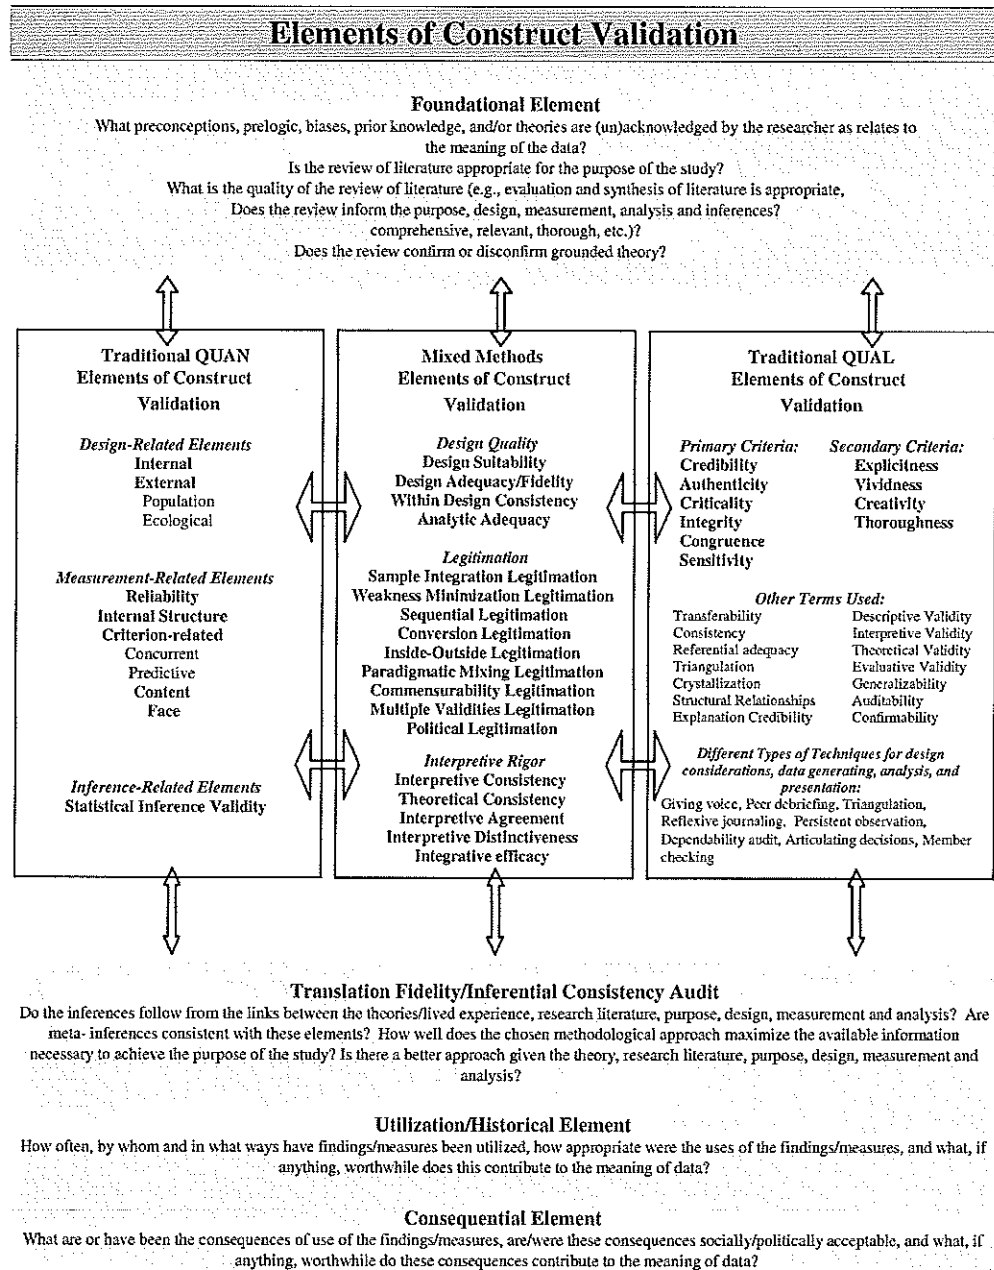 Elements of Construct Validation
Foundational Element
What preconceptions, prelogic, biases, prior knowledge, and/or theories are (un)acknowledged by the researcher as relates to
the meaning of the data?
Is the review of literature appropriate for the purpose of the study?
What is the quality of the review of literature (e.g., evaluation and synthesis of literature is appropriate,
Does the review inform the purpose, design, measurement, analysis and inferences?
comprehensive, relevant, thorough, etc.)?
Does the review confirm or disconfirm grounded theory?
Traditional QUAN
Elements of Construct
Validation
Design-Related Elements
Internal
External
Population
Ecological
Measurement-Related Elements
Reliability
Internal Structure
Criterion-related
Concurrent
Predictive
Content
Face
Inference-Related Elements
Statistical Inference Validity
Mixed Methods
Elements of Construct
Validation
Design Quality
Design Suitability
Design Adequacy/Fidelity
Within Design Consistency
Analytic Adequacy
Legitimation
Sample Integration Legitimation
Weakness Minimization Legitimation
Sequential Legitimation
Conversion Legitimation
Inside-Outside Legitimation
Paradigmatic Mixing Legitimation
Commensurability Legitimation
Multiple Validities Legitimation
Political Legitimation
Interpretive Rigor
Interpretive Consistency
Theoretical Consistency
Interpretive Agreement
Interpretive Distinctiveness
Integrative efficacy
Traditional QUAL
Elements of Construct
Validation
Primary Criteria:
Credibility
Authenticity
Criticality
Integrity
Congruence
Sensitivity
Secondary Criteria:
Explicitness
Vividness
Creativity
Thoroughness
Other Terms Used:
Transferability
Consistency
Referential adequacy
Triangulation
Crystallization
Structural Relationships
Explanation Credibility
Descriptive Validity
Interpretive Validity
Theoretical Validity
Evaluative Validity
Generalizability
Auditability
Confirmability
Different Types of Techniques for design
considerations, data generating, analysis, and
presentation:
Giving voice, Peer debriefing, Triangulation,
Reflexive journaling, Persistent observation,
Dependability audit, Articulating decisions, Member
checking
Translation Fidelity/Inferential Consistency Audit
Do the inferences follow from the links between the theories/lived experience, research literature, purpose, design, measurement and analysis? Are
meta- inferences consistent with these elements? How well does the chosen methodological approach maximize the available information
necessary to achieve the purpose of the study? Is there a better approach given the theory, research literature, purpose, design, measurement and
analysis?
Utilization/Historical Element
How often, by whom and in what ways have findings/measures been utilized, how appropriate were the uses of the findings/measures, and what, if
anything, worthwhile does this contribute to the meaning of data?
Consequential Element
What are or have been the consequences of use of the findings/measures, are/were these consequences socially/politically acceptable, and what, if
anything, worthwhile do these consequences contribute to the meaning of data?